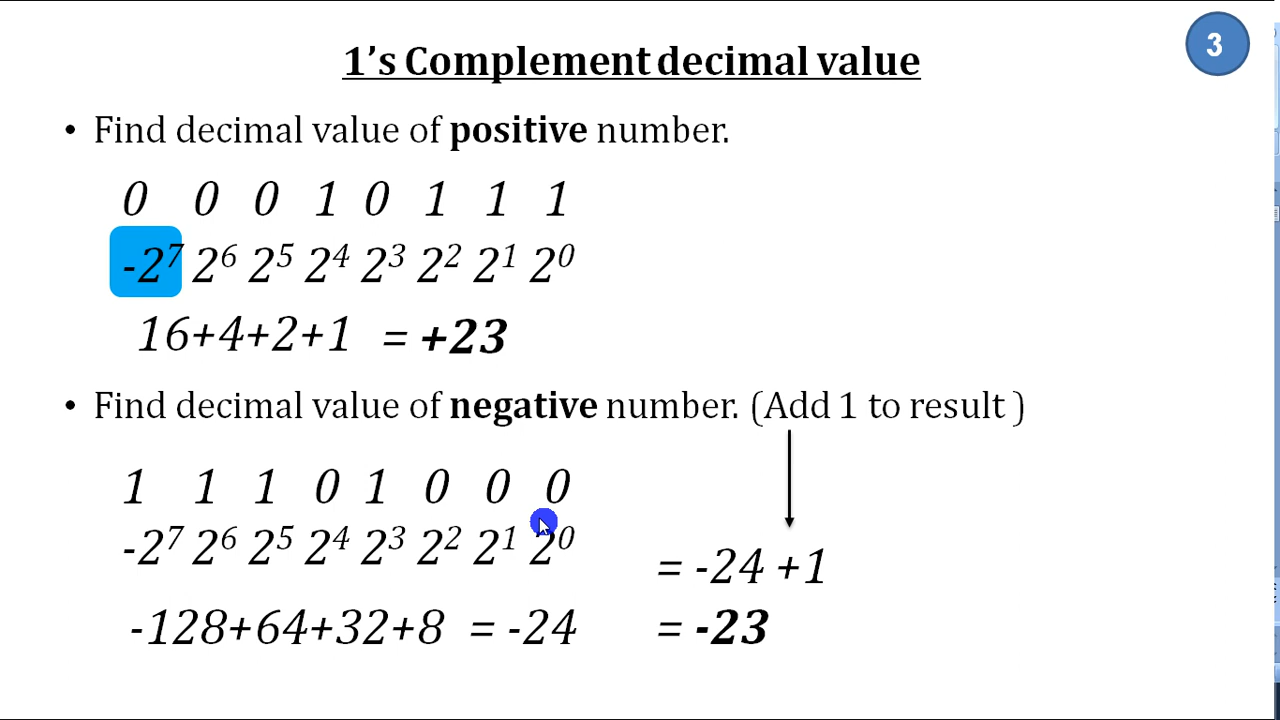 3
1’s Complement decimal value
• Find decimal value of positive number.
0 0 0 1 0 1 1 1
-2⁷ 2⁶ 2⁵ 2⁴ 2³ 2² 2¹ 2⁰
16+4+2+1 = +23
• Find decimal value of negative number. (Add 1 to result )
1 1 1 0 1 0 0 0
-2⁷ 2⁶ 2⁵ 2⁴ 2³ 2² 2¹ 2⁰
= -24 +1
-128+64+32+8 = -24 = -23